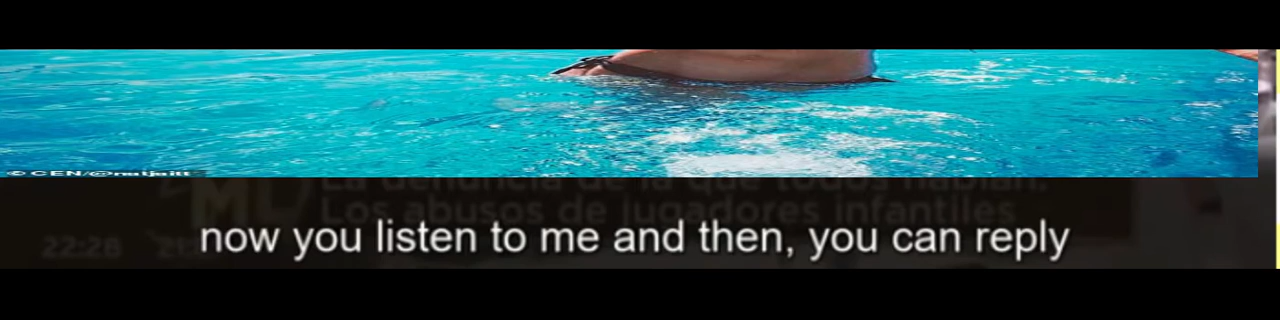 © CEN/@natjaitt
La denuncia de la que todos hablan.
Los abusos de jugadores infantiles
now you listen to me and then, you can reply
22:28